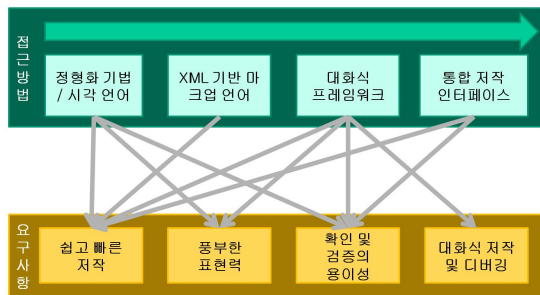 접근방법
정형화 기법
/ 시각 언어
XML 기반 마
크업 언어
대화식
프레임워크
통합 저작
인터페이스
요구사항
쉽고 빠른
저작
풍부한
표현력
확인 및
검증의
용이성
대화식 저작
및 디버깅